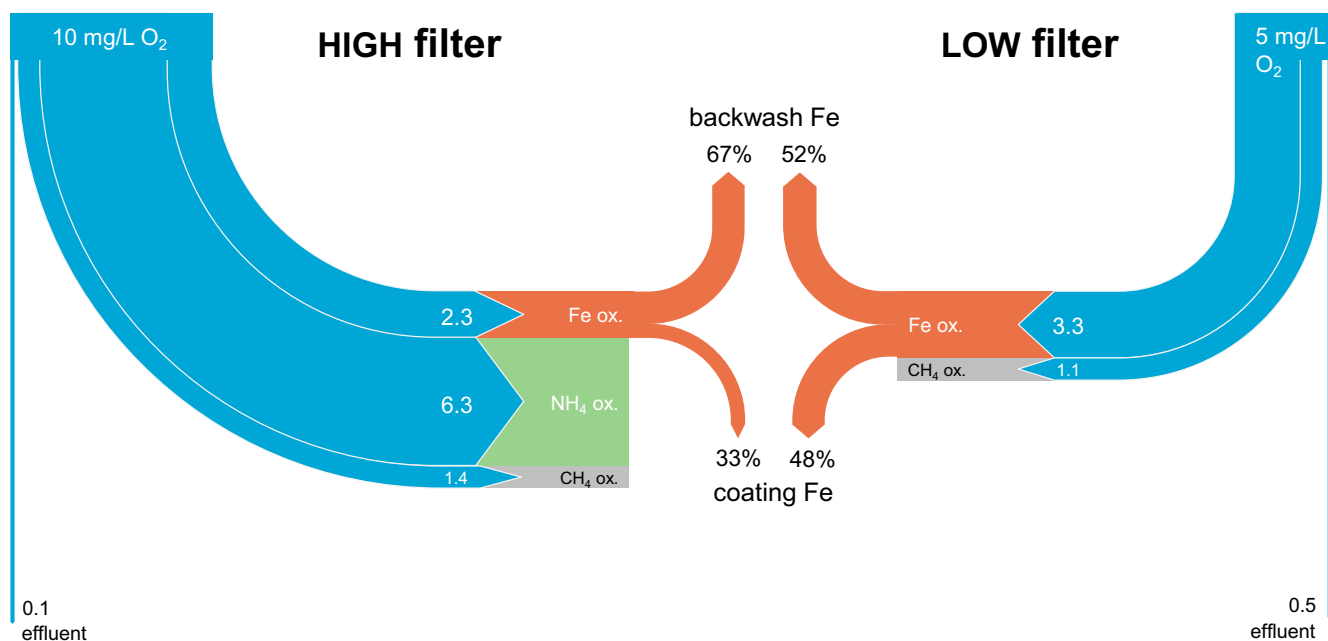 10 mg/L O₂
HIGH filter
LOW filter
5 mg/L
O₂
backwash Fe
67% 52%
2.3
Fe ox.
Fe ox.
3.3
CH₄ ox.
1.1
6.3
NH₄ ox.
1.4
CH₄ ox.
33% 48%
coating Fe
0.1
effluent
0.5
effluent